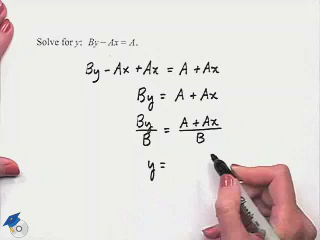 Solve for y: By – Ax = A.
By - Ax + Ax = A + Ax
By = A + Ax
By/B = (A + Ax)/B
y =